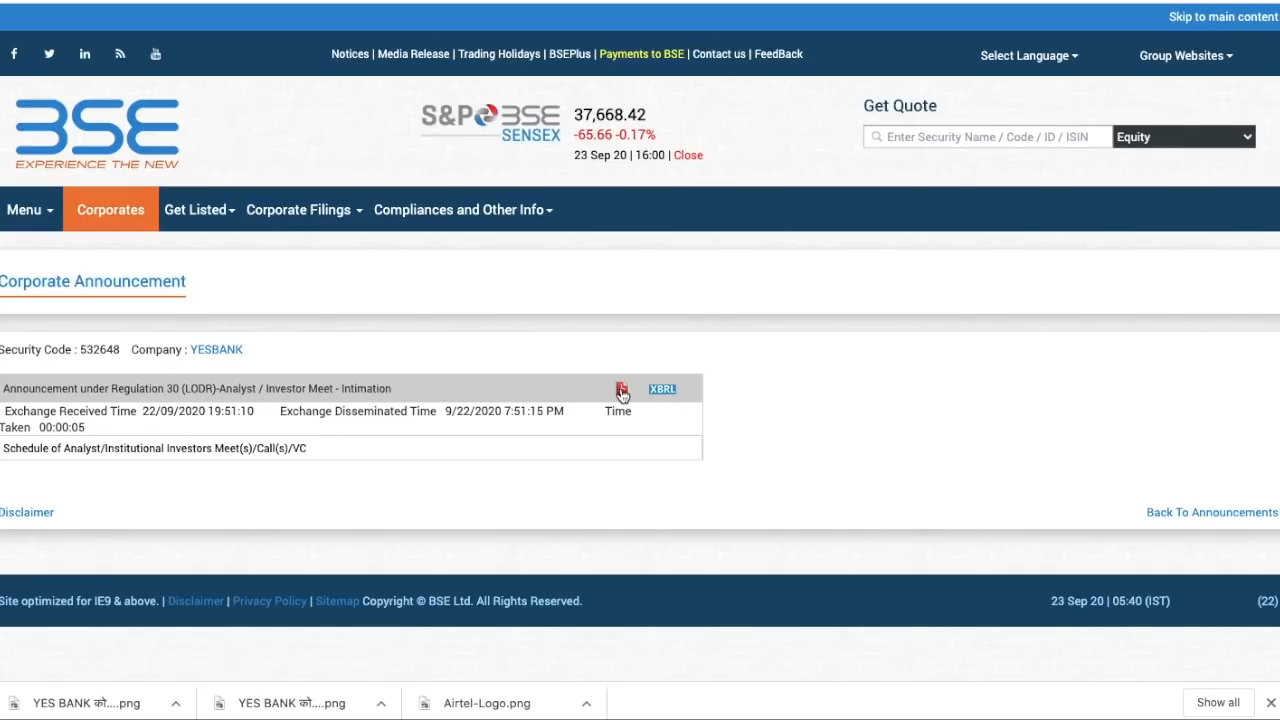 Skip to main content
Notices | Media Release | Trading Holidays | BSEPlus | Payments to BSE | Contact us | FeedBack
Select Language
Group Websites
BSE
EXPERIENCE THE NEW
S&P BSE
SENSEX
37,668.42
-65.66 -0.17%
23 Sep 20 | 16:00 | Close
Get Quote
Enter Security Name / Code / ID / ISIN
Equity
Menu
Corporates
Get Listed
Corporate Filings
Compliances and Other Info
Corporate Announcement
Security Code : 532648 Company : YESBANK
Announcement under Regulation 30 (LODR)-Analyst / Investor Meet - Intimation
XBRL
Exchange Received Time 22/09/2020 19:51:10 Exchange Disseminated Time 9/22/2020 7:51:15 PM Time
Taken 00:00:05
Schedule of Analyst/Institutional Investors Meet(s)/Call(s)/VC
Disclaimer
Back To Announcements
Site optimized for IE9 & above. | Disclaimer | Privacy Policy | Sitemap Copyright © BSE Ltd. All Rights Reserved.
23 Sep 20 | 05:40 (IST)
(22)
YES BANK को....png
YES BANK को....png
Airtel-Logo.png
Show all